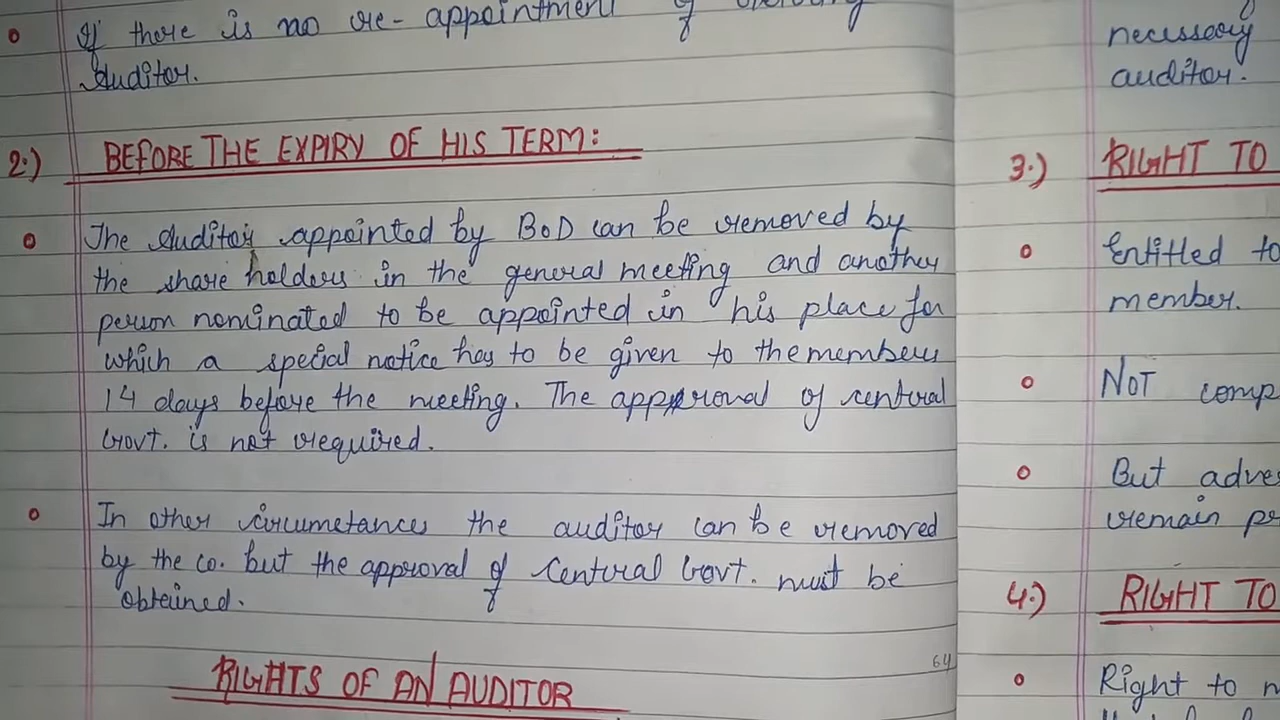 If there is no re-appointment of
Auditor.
2.) BEFORE THE EXPIRY OF HIS TERM:
The Auditor appointed by BoD can be removed by
the share holders in the general meeting and another
person nominated to be appointed in his place for
which a special notice has to be given to the members
14 days before the meeting. The approval of central
Govt. is not required.
In other circumetances the auditor can be removed
by the co. but the approval of Central Govt. must be
obtained.
64
RIGHTS OF AN AUDITOR
necessary
auditor.
3.) RIGHT TO
Entitled to
member.
NOT comp
But adve
remain pr
4.) RIGHT TO
Right to